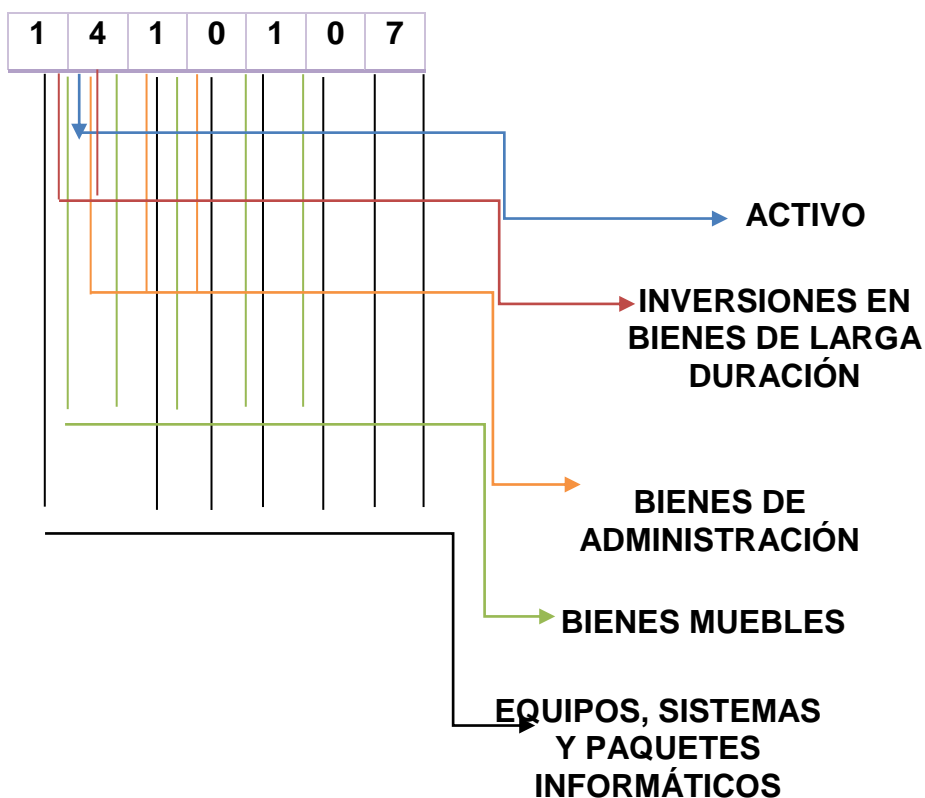 1 4 1 0 1 0 7
ACTIVO
INVERSIONES EN
BIENES DE LARGA
DURACIÓN
BIENES DE
ADMINISTRACIÓN
BIENES MUEBLES
EQUIPOS, SISTEMAS
Y PAQUETES
INFORMÁTICOS